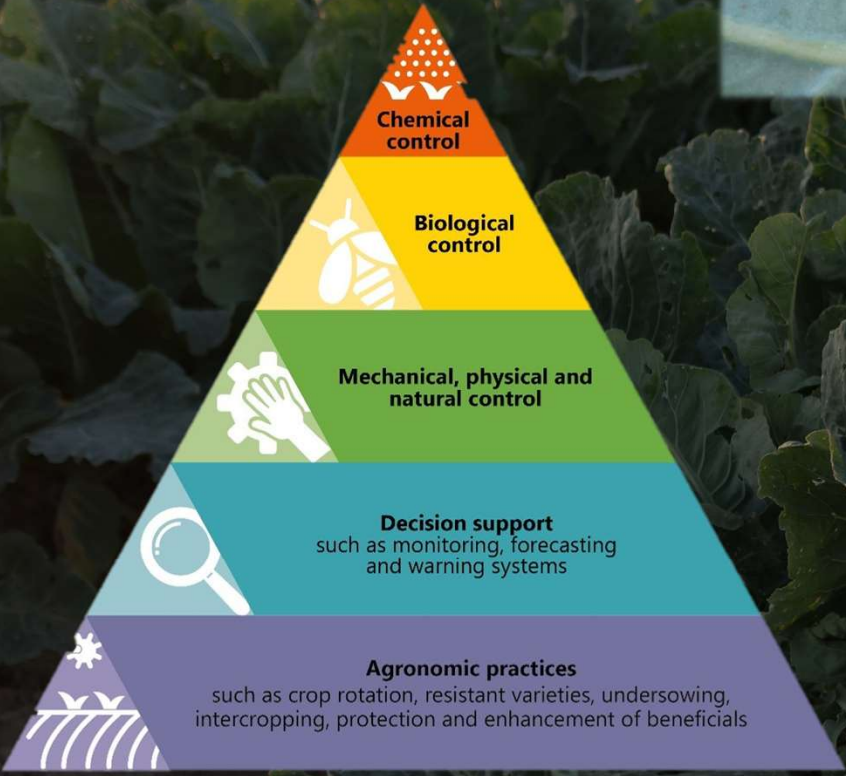 Chemical
control
Biological
control
Mechanical, physical and
natural control
Decision support
such as monitoring, forecasting
and warning systems
Agronomic practices
such as crop rotation, resistant varieties, undersowing,
intercropping, protection and enhancement of beneficials